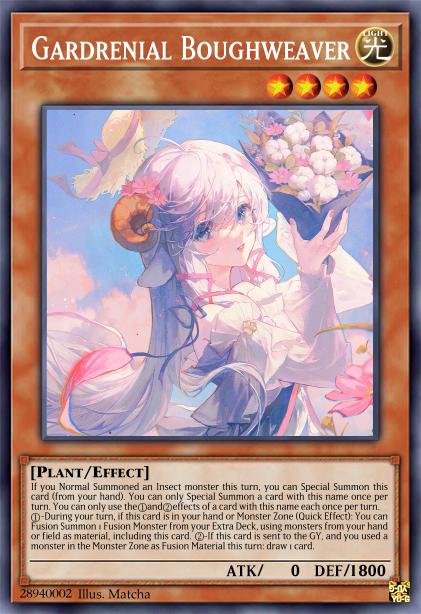 Gardrenial Boughweaver
LIGHT
光
[Plant/Effect]
If you Normal Summoned an Insect monster this turn, you can Special Summon
this card (from your hand). You can only Special Summon a card with this name once per
turn. You can only use the①and②effects of a card with this name each once per turn.
①-During your turn, if this card is in your hand or Monster Zone (Quick Effect): You can
Fusion Summon 1 Fusion Monster from your Extra Deck, using monsters from your hand
or field as material, including this card. ②-If this card is sent to the GY, and you used a
monster in the Monster Zone as Fusion Material this turn: draw 1 card.
ATK/ 0 DEF/1800
28940002 Illus. Matcha